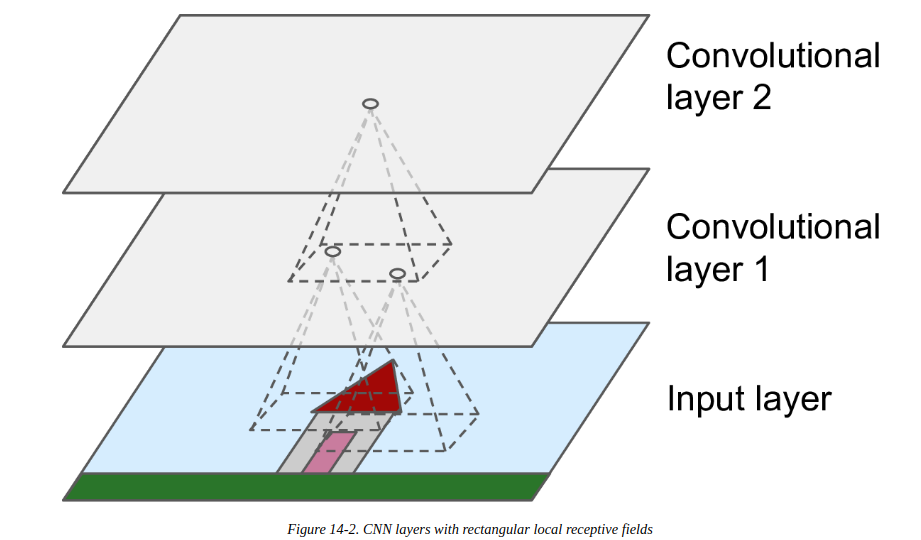 Convolutional
layer 2
Convolutional
layer 1
Input layer
Figure 14-2. CNN layers with rectangular local receptive fields